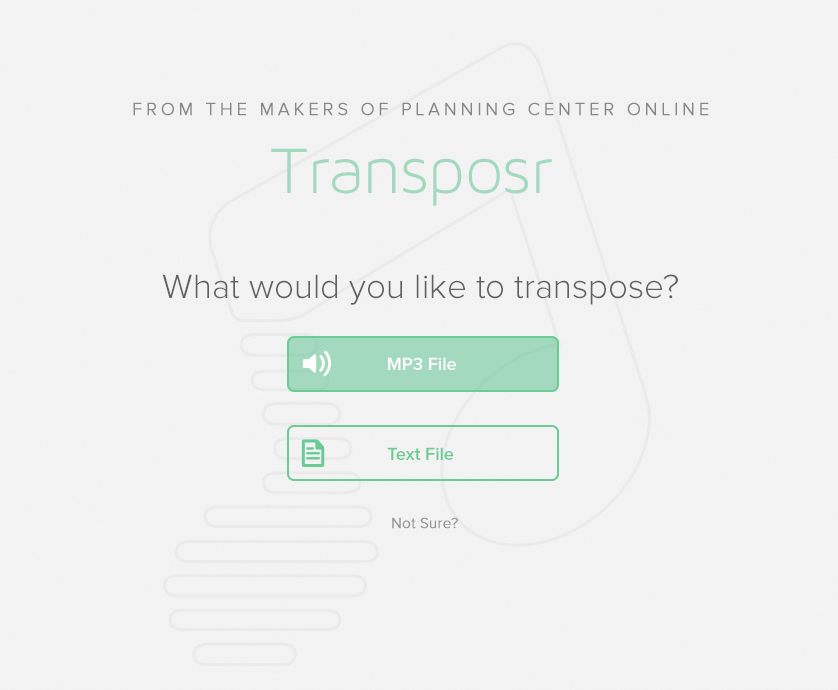 FROM THE MAKERS OF PLANNING CENTER ONLINE
Transposr
What would you like to transpose?
MP3 File
Text File
Not Sure?